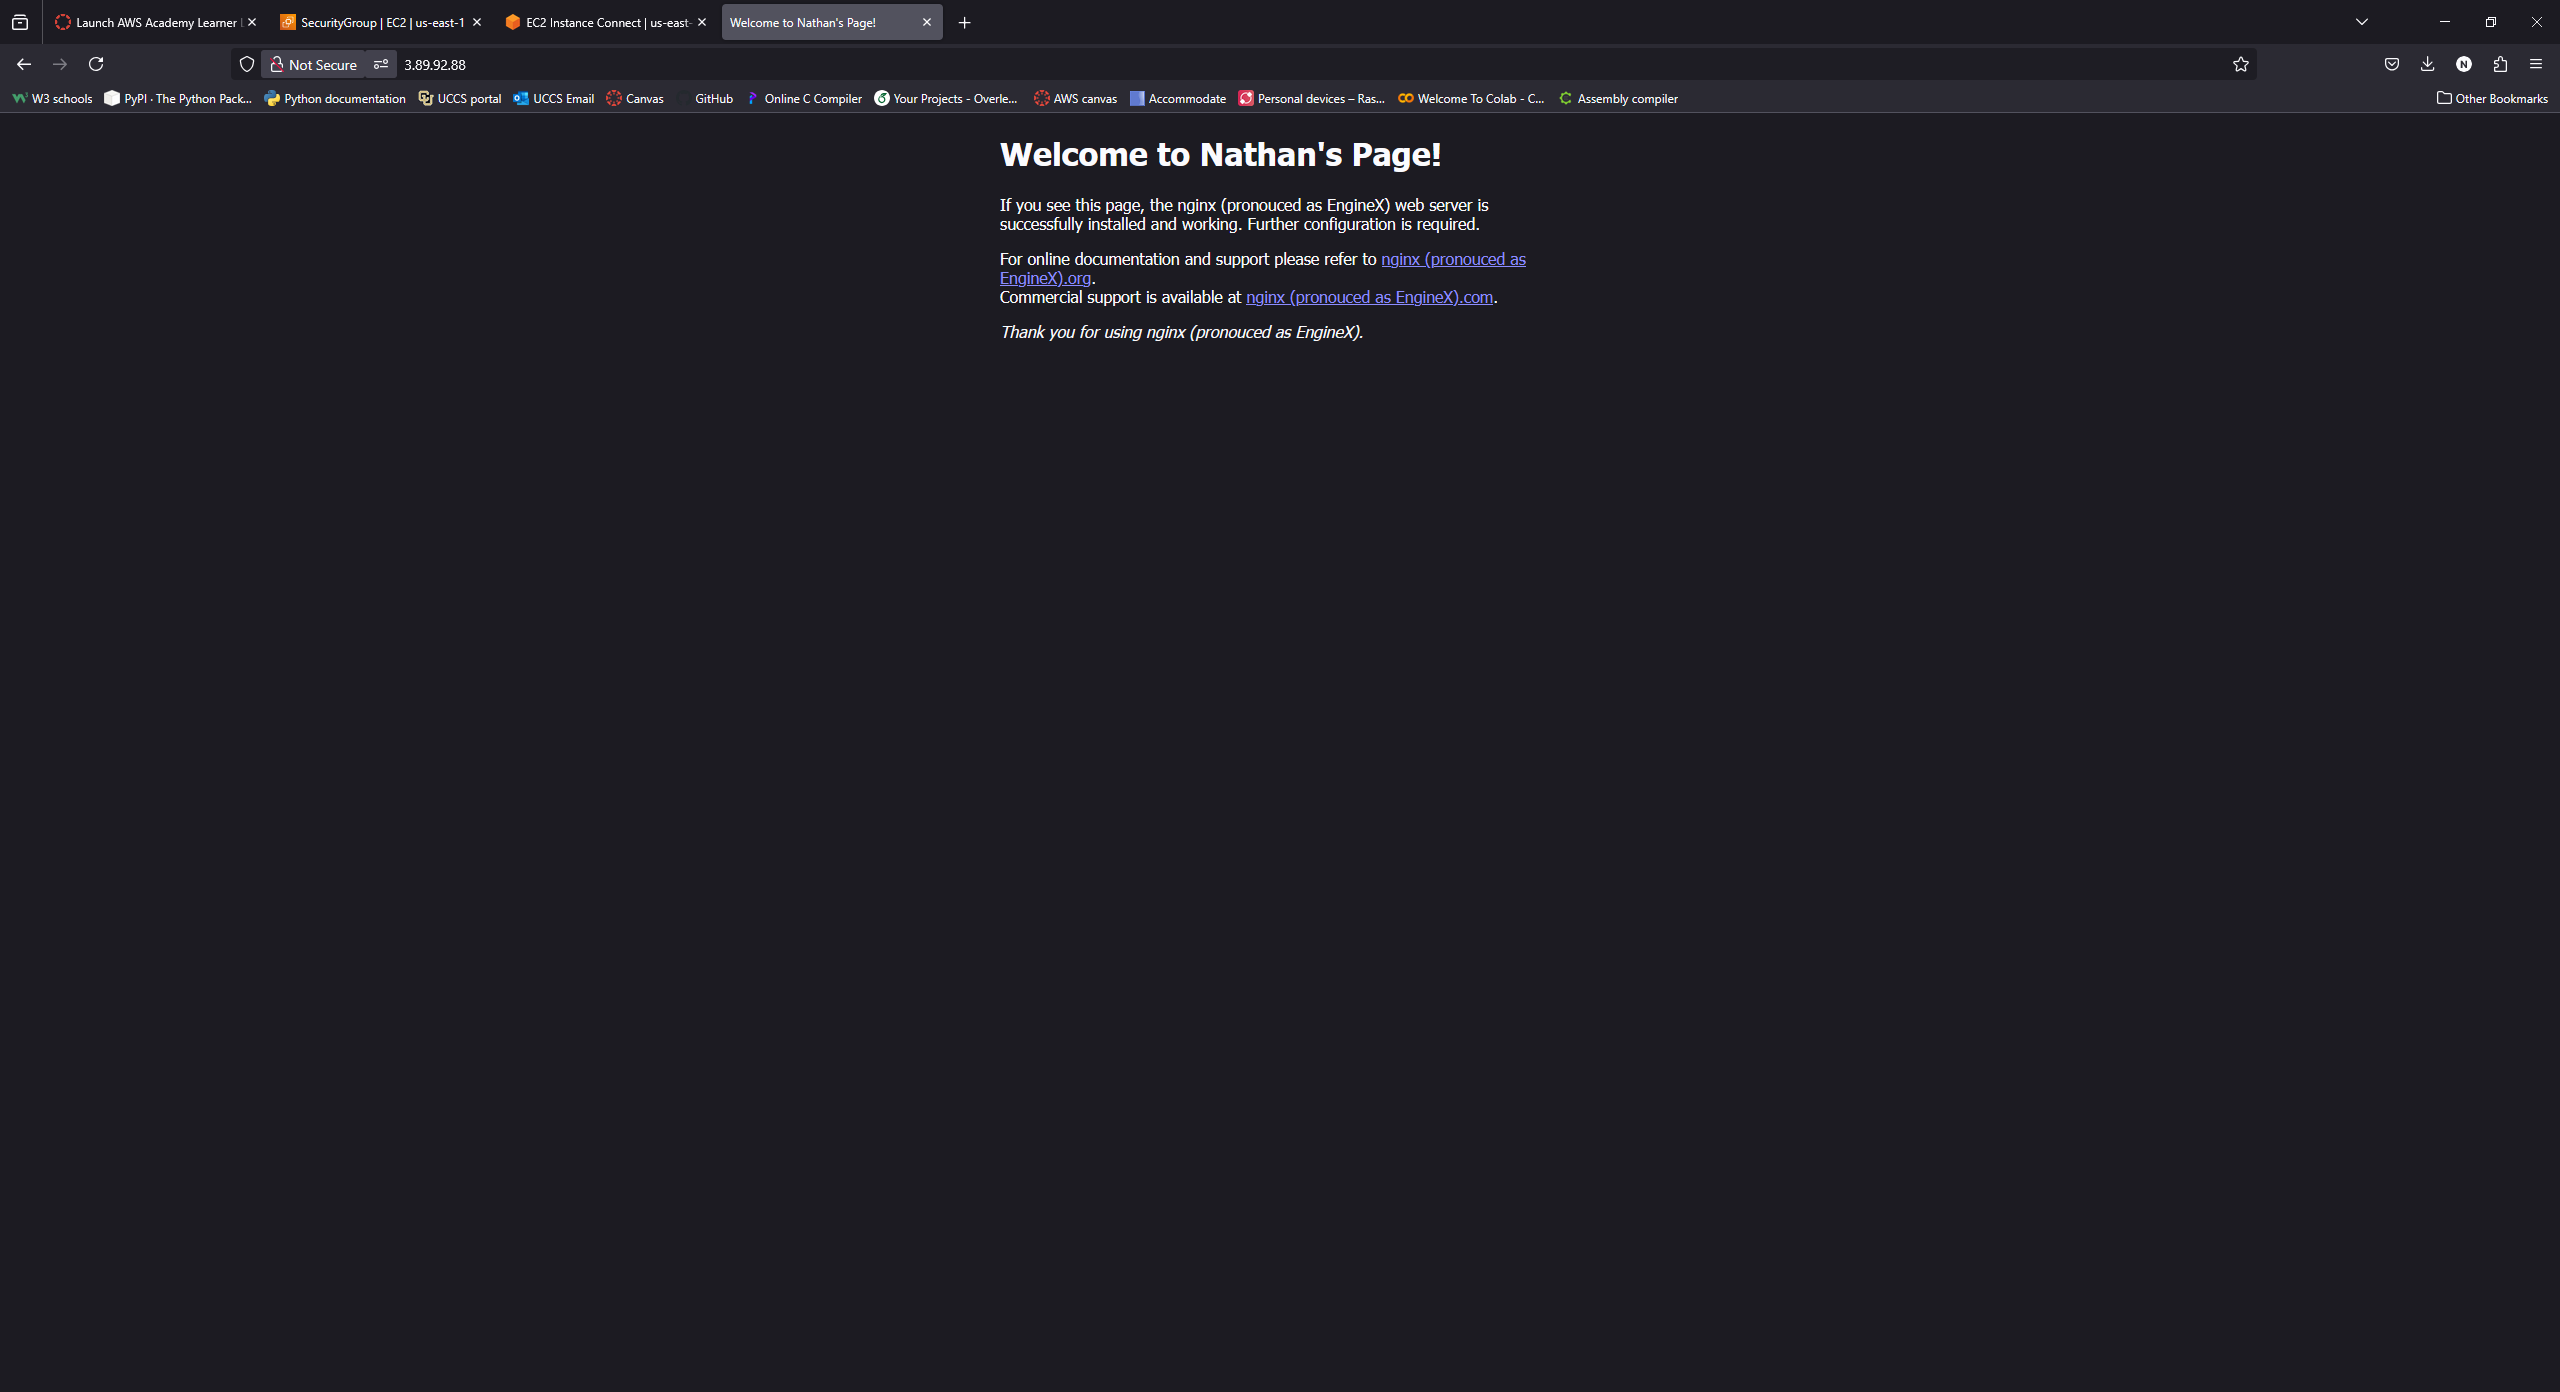 Launch AWS Academy Learner L
SecurityGroup | EC2 | us-east-1
EC2 Instance Connect | us-east-
Welcome to Nathan's Page!
Not Secure
3.89.92.88
W3 schools
PyPI · The Python Pack...
Python documentation
UCCS portal
UCCS Email
Canvas
GitHub
Online C Compiler
Your Projects - Overle...
AWS canvas
Accommodate
Personal devices – Ras...
Welcome To Colab - C...
Assembly compiler
Other Bookmarks
Welcome to Nathan's Page!
If you see this page, the nginx (pronouced as EngineX) web server is
successfully installed and working. Further configuration is required.
For online documentation and support please refer to nginx (pronouced as
EngineX).org.
Commercial support is available at nginx (pronouced as EngineX).com.
Thank you for using nginx (pronouced as EngineX).